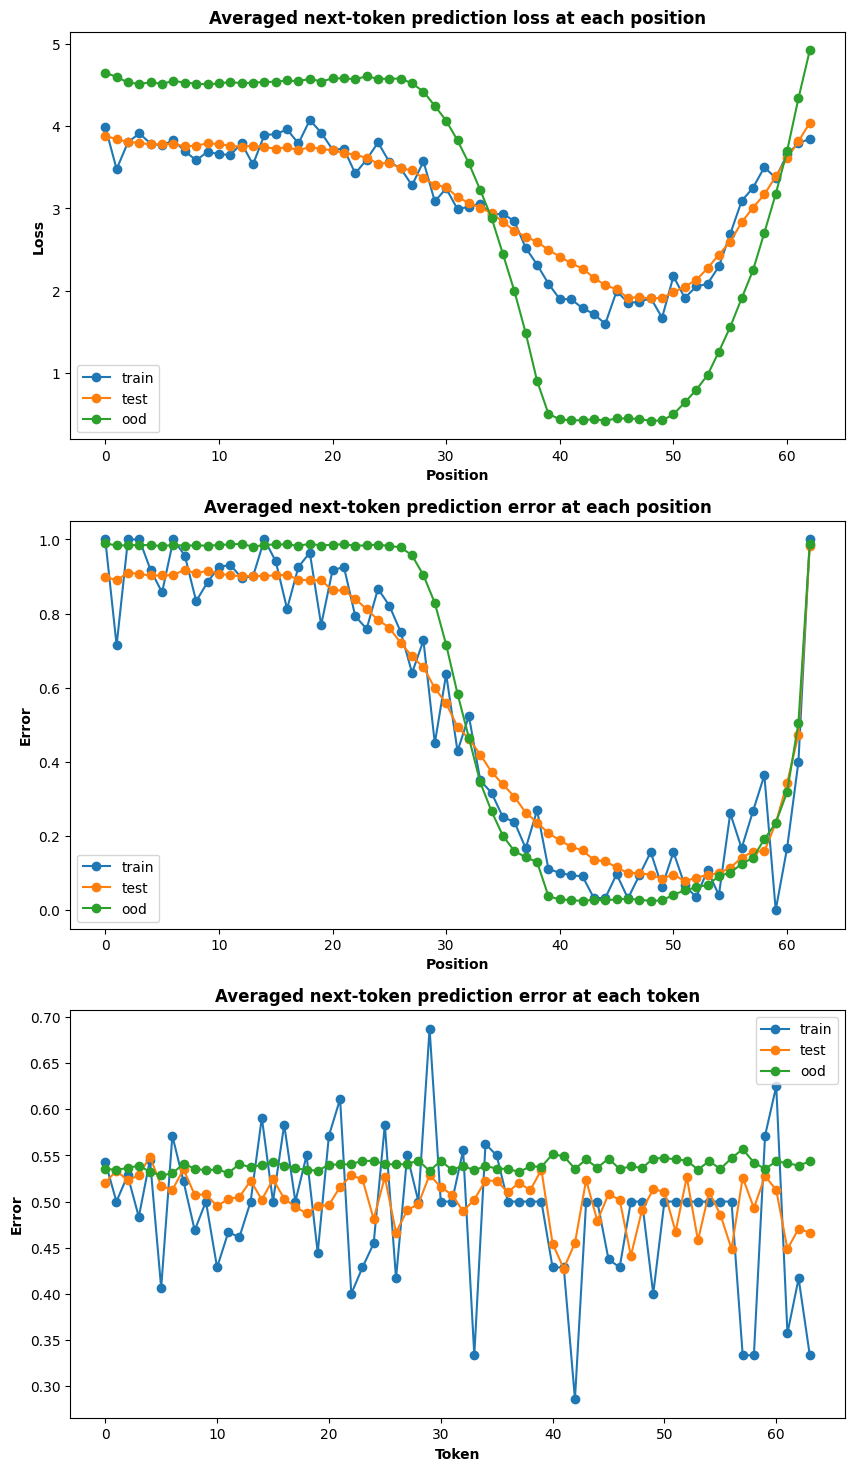 Averaged next-token prediction loss at each position
5
4
3
2
1
Loss
train
test
ood
0 10 20 30 40 50 60
Position
Averaged next-token prediction error at each position
1.0
0.8
0.6
0.4
0.2
0.0
Error
train
test
ood
0 10 20 30 40 50 60
Position
Averaged next-token prediction error at each token
0.70
0.65
0.60
0.55
0.50
0.45
0.40
0.35
0.30
Error
train
test
ood
0 10 20 30 40 50 60
Token